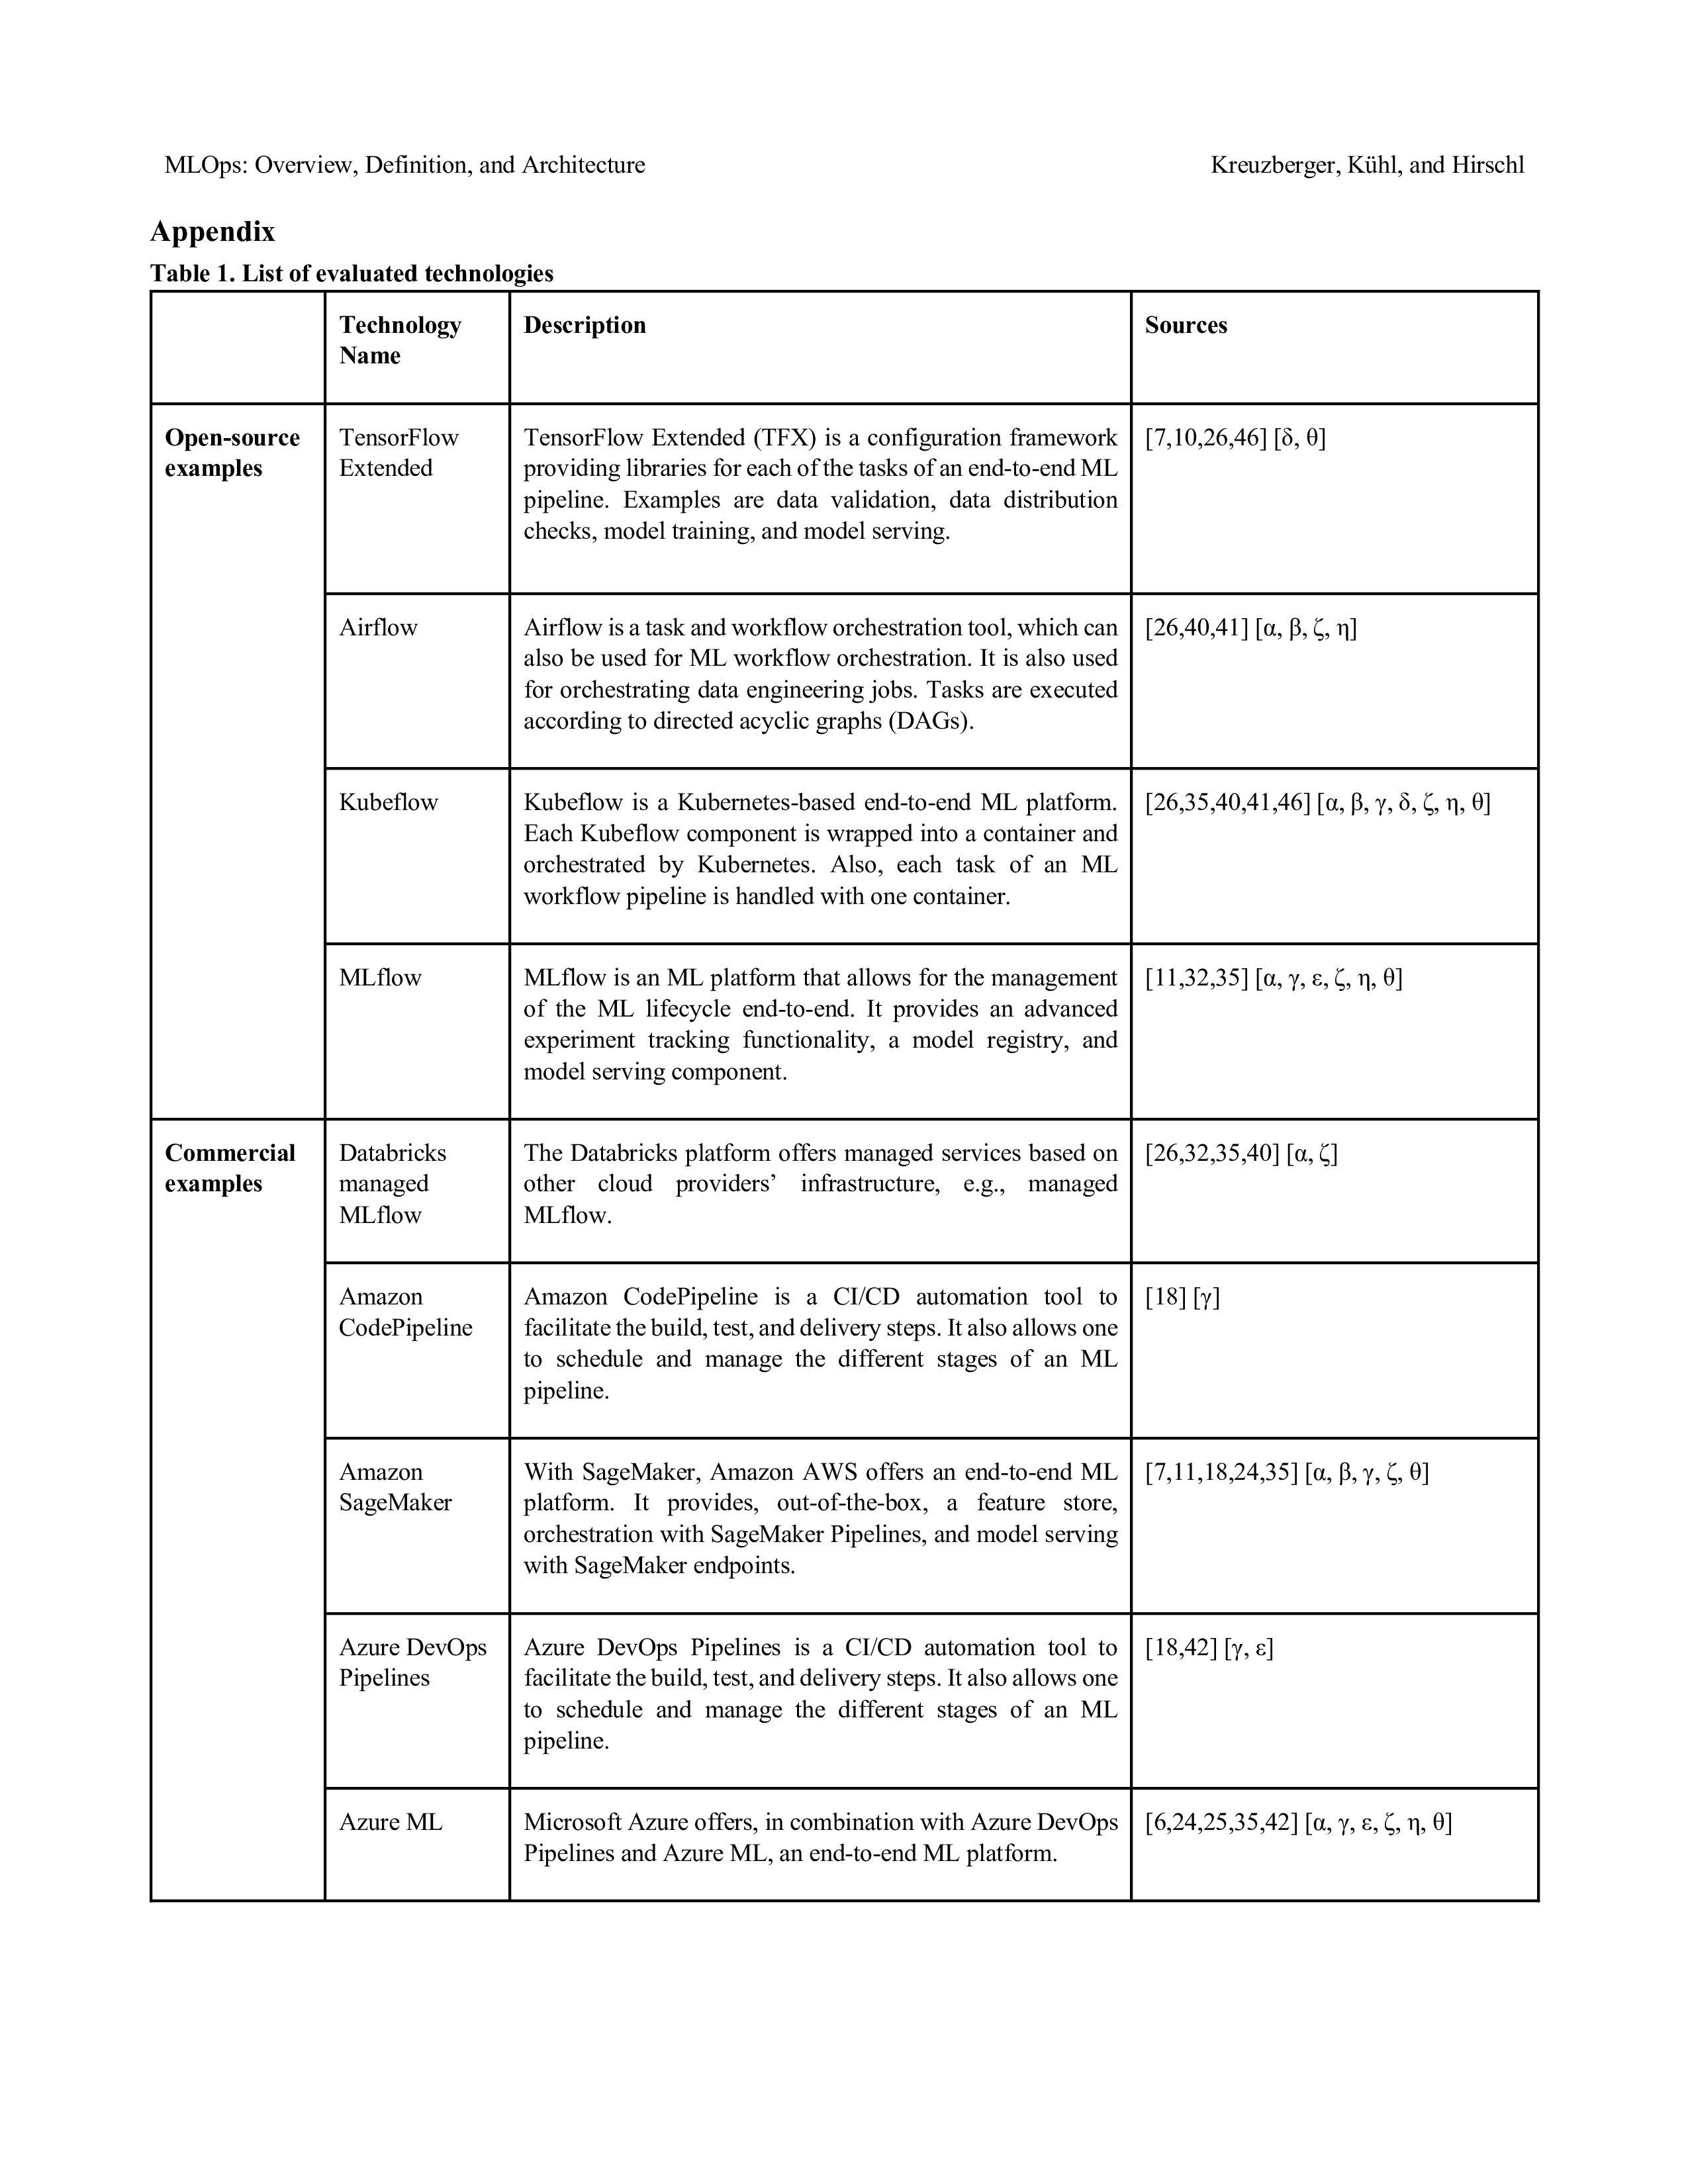 MLOps: Overview, Definition, and Architecture
Kreuzberger, Kühl, and Hirschl
Appendix
Table 1. List of evaluated technologies
Technology
Name
Description
Sources
Open-source
examples
TensorFlow
Extended
TensorFlow Extended (TFX) is a configuration framework
providing libraries for each of the tasks of an end-to-end ML
pipeline. Examples are data validation, data distribution
checks, model training, and model serving.
[7,10,26,46] [δ, θ]
Airflow
Airflow is a task and workflow orchestration tool, which can
also be used for ML workflow orchestration. It is also used
for orchestrating data engineering jobs. Tasks are executed
according to directed acyclic graphs (DAGs).
[26,40,41] [α, β, ζ, η]
Kubeflow
Kubeflow is a Kubernetes-based end-to-end ML platform.
Each Kubeflow component is wrapped into a container and
orchestrated by Kubernetes. Also, each task of an ML
workflow pipeline is handled with one container.
[26,35,40,41,46] [α, β, γ, δ, ζ, η, θ]
MLflow
MLflow is an ML platform that allows for the management
of the ML lifecycle end-to-end. It provides an advanced
experiment tracking functionality, a model registry, and
model serving component.
[11,32,35] [α, γ, ε, ζ, η, θ]
Commercial
examples
Databricks
managed
MLflow
The Databricks platform offers managed services based on
other cloud providers’ infrastructure, e.g., managed
MLflow.
[26,32,35,40] [α, ζ]
Amazon
CodePipeline
Amazon CodePipeline is a CI/CD automation tool to
facilitate the build, test, and delivery steps. It also allows one
to schedule and manage the different stages of an ML
pipeline.
[18] [γ]
Amazon
SageMaker
With SageMaker, Amazon AWS offers an end-to-end ML
platform. It provides, out-of-the-box, a feature store,
orchestration with SageMaker Pipelines, and model serving
with SageMaker endpoints.
[7,11,18,24,35] [α, β, γ, ζ, θ]
Azure DevOps
Pipelines
Azure DevOps Pipelines is a CI/CD automation tool to
facilitate the build, test, and delivery steps. It also allows one
to schedule and manage the different stages of an ML
pipeline.
[18,42] [γ, ε]
Azure ML
Microsoft Azure offers, in combination with Azure DevOps
Pipelines and Azure ML, an end-to-end ML platform.
[6,24,25,35,42] [α, γ, ε, ζ, η, θ]